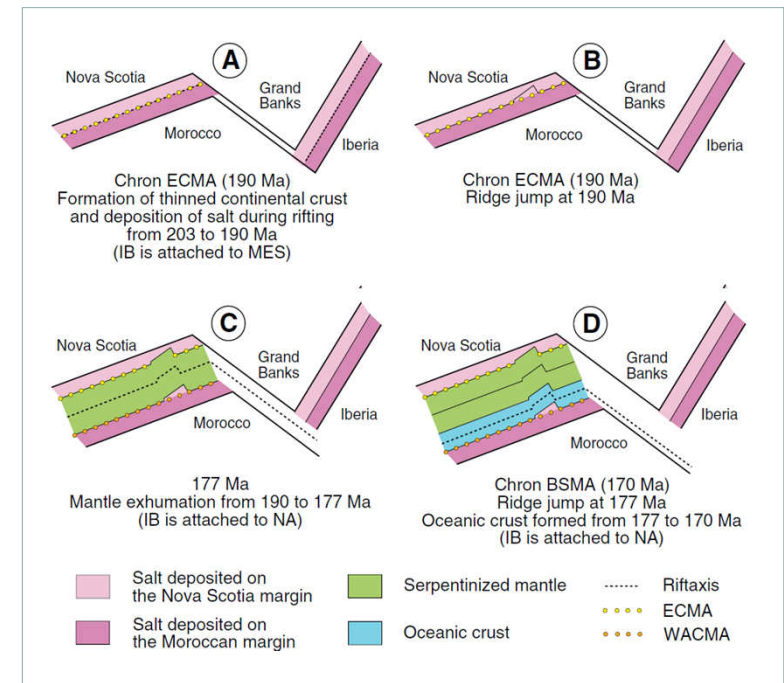 A
Nova Scotia
Grand
Banks
Morocco
Iberia
Chron ECMA (190 Ma)
Formation of thinned continental crust
and deposition of salt during rifting
from 203 to 190 Ma
(IB is attached to MES)
B
Nova Scotia
Grand
Banks
Morocco
Iberia
Chron ECMA (190 Ma)
Ridge jump at 190 Ma
C
Nova Scotia
Grand
Banks
Iberia
Morocco
177 Ma
Mantle exhumation from 190 to 177 Ma
(IB is attached to NA)
D
Nova Scotia
Grand
Banks
Iberia
Morocco
Chron BSMA (170 Ma)
Ridge jump at 177 Ma
Oceanic crust formed from 177 to 170 Ma
(IB is attached to NA)
Salt deposited on
the Nova Scotia margin
Salt deposited on
the Moroccan margin
Serpentinized mantle
Oceanic crust
Riftaxis
ECMA
WACMA